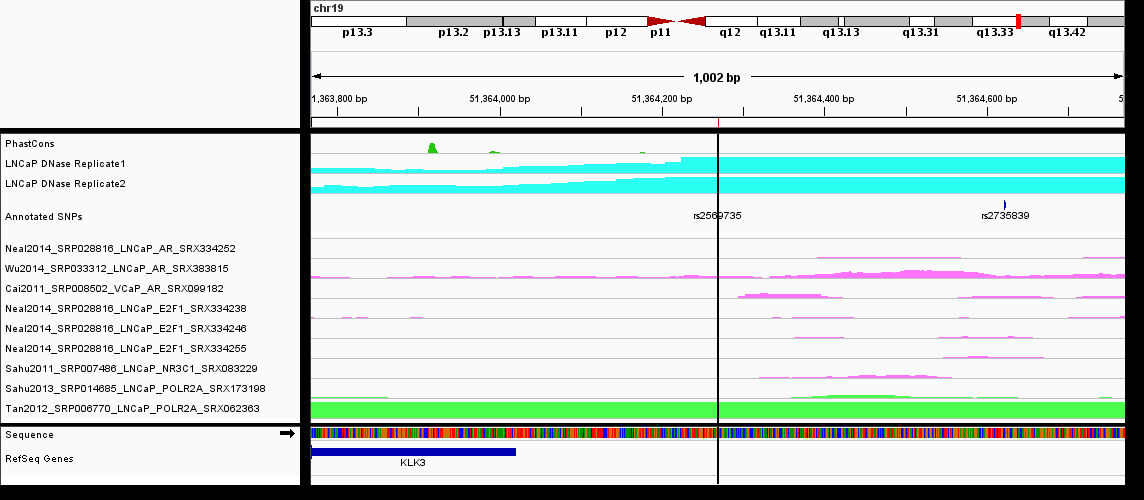 chr19
p13.3 p13.2 p13.13 p13.11 p12 p11 q12 q13.11 q13.13 q13.31 q13.33 q13.42
1,002 bp
1,363,800 bp 51,364,000 bp 51,364,200 bp 51,364,400 bp 51,364,600 bp 5
PhastCons
LNCaP DNase Replicate1
LNCaP DNase Replicate2
Annotated SNPs rs2569735 rs2735839
Neal2014_SRP028816_LNCaP_AR_SRX334252
Wu2014_SRP033312_LNCaP_AR_SRX383815
Cai2011_SRP008502_VCaP_AR_SRX099182
Neal2014_SRP028816_LNCaP_E2F1_SRX334238
Neal2014_SRP028816_LNCaP_E2F1_SRX334246
Neal2014_SRP028816_LNCaP_E2F1_SRX334255
Sahu2011_SRP007486_LNCaP_NR3C1_SRX083229
Sahu2013_SRP014685_LNCaP_POLR2A_SRX173198
Tan2012_SRP006770_LNCaP_POLR2A_SRX062363
Sequence
RefSeq Genes
KLK3